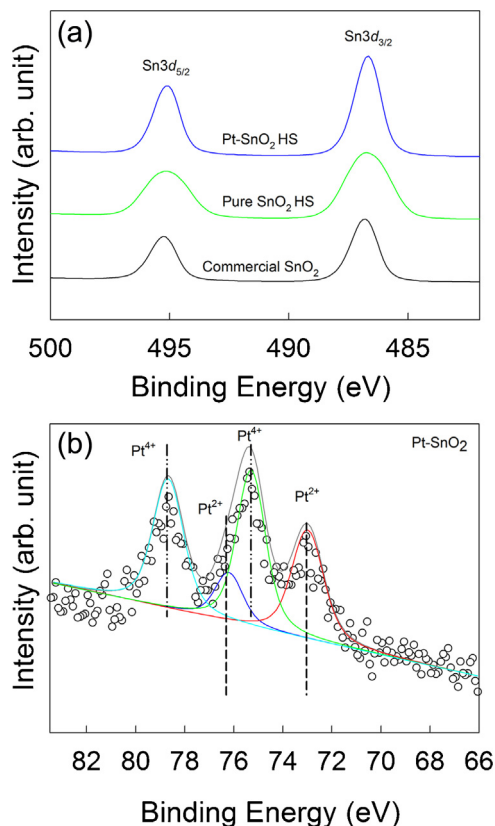 (a)
Sn3d5/2
Sn3d3/2
Pt-SnO2 HS
Pure SnO2 HS
Commercial SnO2
Intensity (arb. unit)
500 495 490 485
Binding Energy (eV)
(b)
Pt-SnO2
Pt4+
Pt4+
Pt2+
Pt2+
Intensity (arb. unit)
82 80 78 76 74 72 70 68 66
Binding Energy (eV)